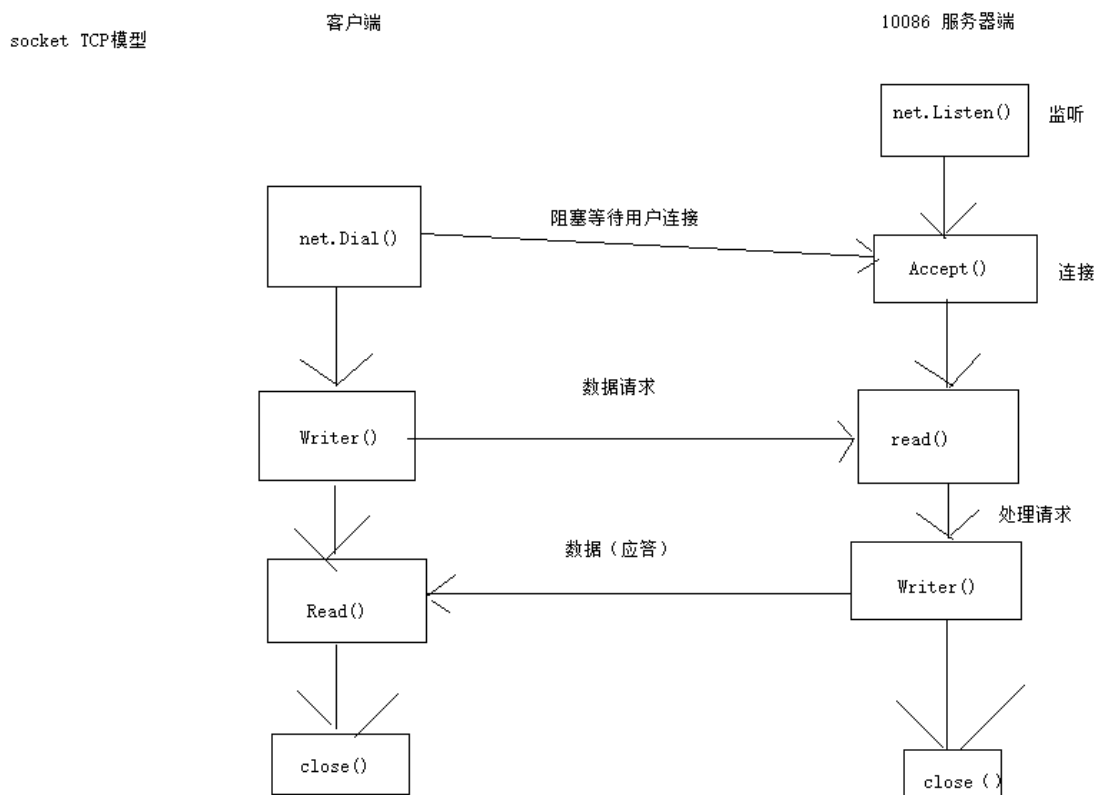 客户端
10086 服务器端
socket TCP模型
net.Listen()
监听
阻塞等待用户连接
net.Dial()
Accept()
连接
数据请求
Writer()
read()
处理请求
数据（应答）
Writer()
Read()
close()
close（）